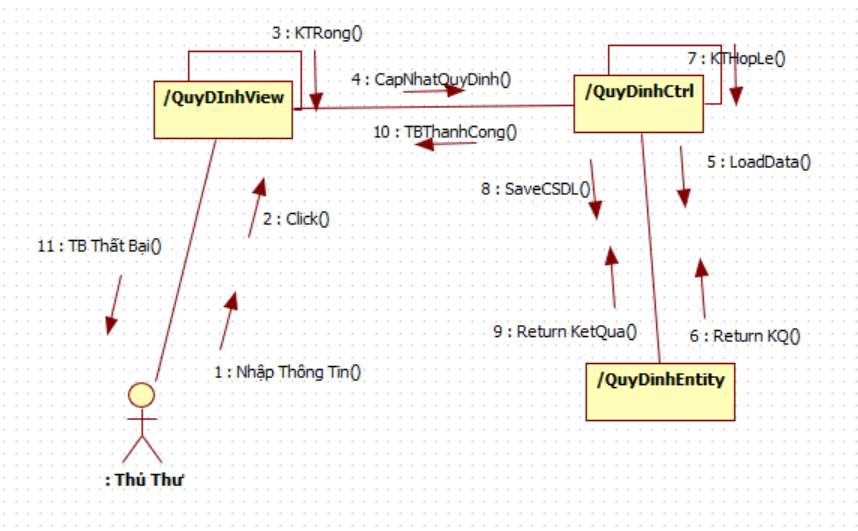 3 : KTRong()
7 : KTHopLe()
/QuyDInhView
4 : CapNhatQuyDinh()
/QuyDinhCtrl
10 : TBThanhCong()
5 : LoadData()
8 : SaveCSDL()
2 : Click()
11 : TB Thất Bại()
9 : Return KetQua()
6 : Return KQ()
1 : Nhập Thông Tin()
/QuyDinhEntity
: Thủ Thư